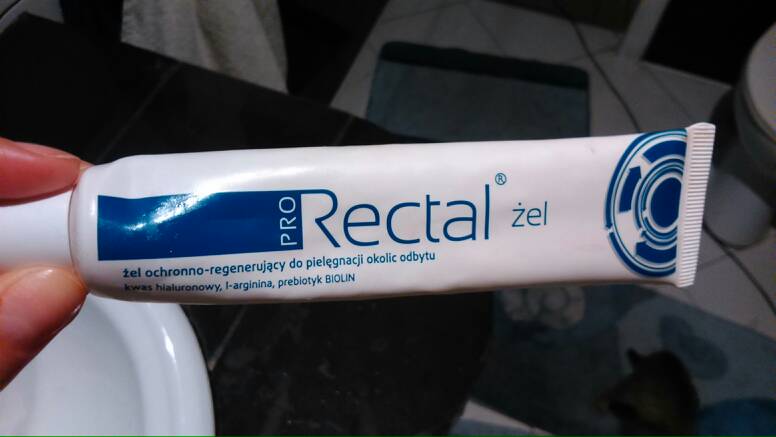 PRO Rectal® żel
żel ochronno-regenerujący do pielęgnacji okolic odbytu
kwas hialuronowy, l-arginina, prebiotyk BIOLIN